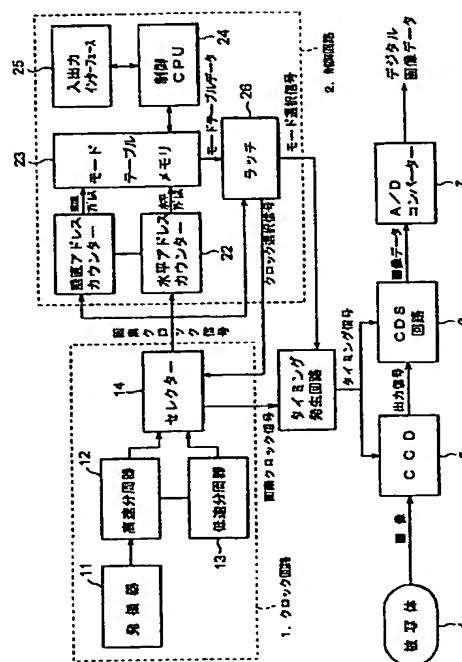 25
入出力
インターフェース
24
制御
CPU
23
モード
テーブル
メモリ
モードテーブルデータ
26
ラッチ
モード選択信号
クロック選択信号
垂直アドレス
カウンター
水平アドレス
カウンター
22
2. 制御回路
画素クロック信号
14
セレクター
12
高速分周器
低速分周器
13
11
発振器
1. クロック回路
画素クロック信号
タイミング
発生回路
タイミング信号
被写体
画像
CCD
5
出力信号
CDS
回路
6
画像データ
A/D
コンバーター
7
デジタル
画像データ